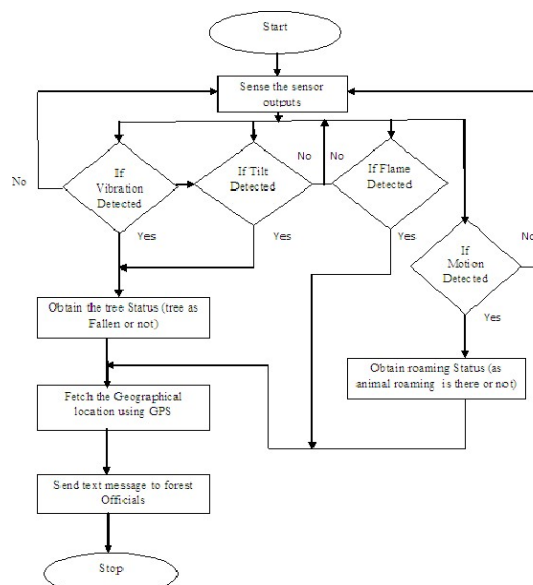 Start
Sense the sensor
outputs
No
If
Vibration
Detected
Yes
If Tilt
Detected
No
Yes
No
If Flame
Detected
Yes
If
Motion
Detected
No
Yes
Obtain the tree Status (tree as
Fallen or not)
Obtain roaming Status (as
animal roaming is there or not)
Fetch the Geographical
location using GPS
Send text message to forest
Officials
Stop